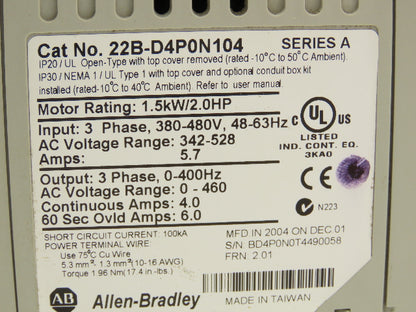 Cat No. 22B-D4P0N104 SERIES A
IP20 / UL Open-Type with top cover removed (rated -10°C to 50°C Ambient).
IP30 / NEMA 1 / UL Type 1 with top cover and optional conduit box kit
installed (rated-10°C to 40°C Ambient). Refer to user manual.
Motor Rating: 1.5kW/2.0HP
Input: 3 Phase, 380-480V, 48-63Hz
AC Voltage Range: 342-528
Amps: 5.7
C UL US
LISTED
IND. CONT. EQ.
3KA0
Output: 3 Phase, 0-400Hz
AC Voltage Range: 0 - 460
Continuous Amps: 4.0
60 Sec Ovld Amps: 6.0
CE
N223
SHORT CIRCUIT CURRENT: 100kA
POWER TERMINAL WIRE:
Use 75°C Cu Wire
5.3 mm²- 1.3 mm²(10-16 AWG)
Torque 1.96 Nm(17.4 in-lbs.)
MFD IN 2004 ON DEC.01
S/N: BD4P0N0T4490058
FRN: 2.01
AB Allen-Bradley
MADE IN TAIWAN